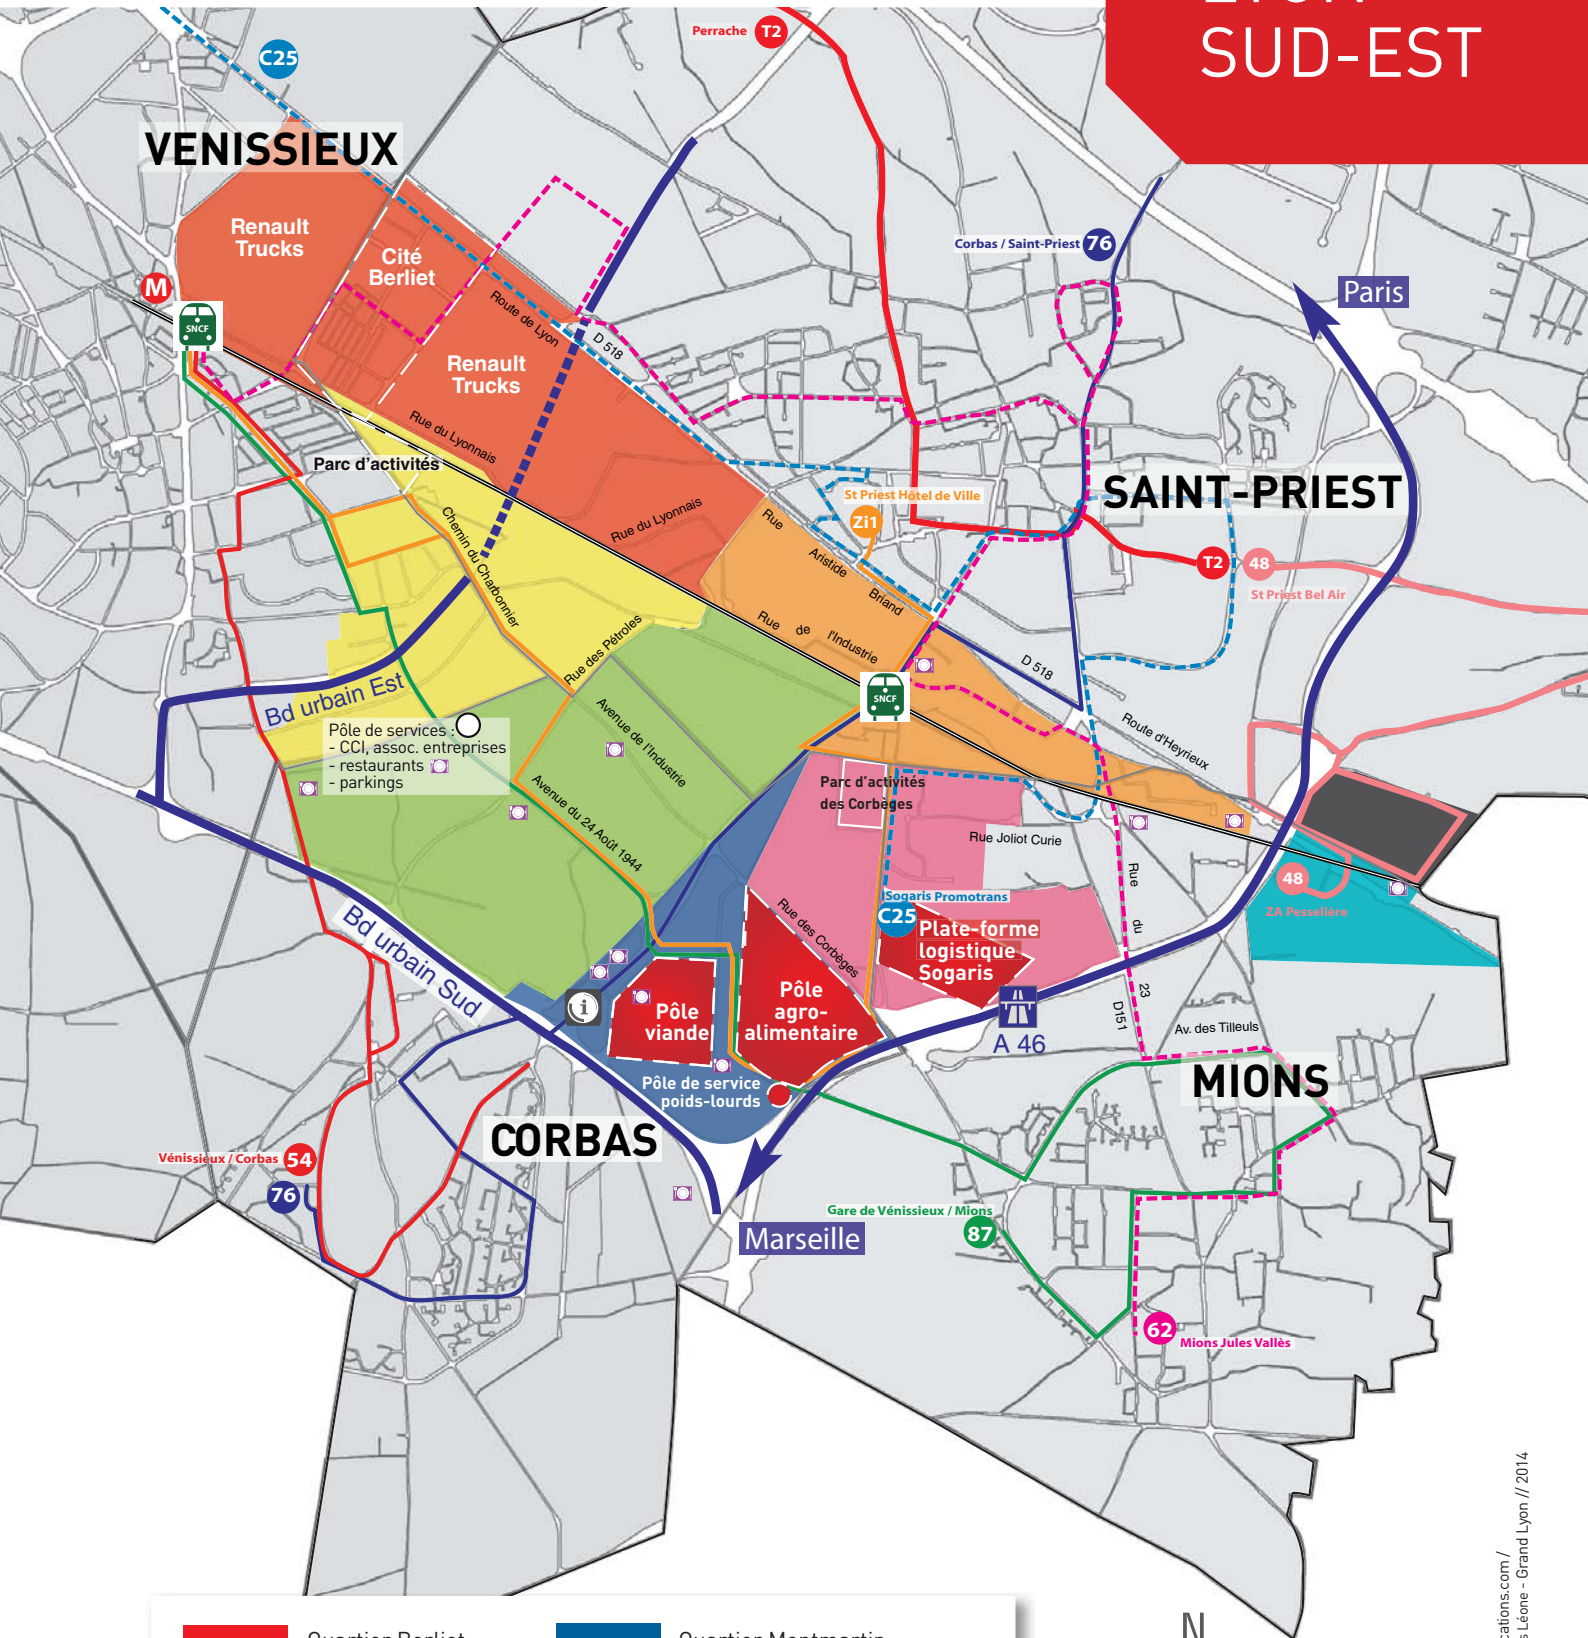 SUD-EST
Perrache T2
C25
VENISSIEUX
Renault
Trucks
Cité
Berliet
Corbas / Saint-Priest 76
Paris
M
SNCF
Route de Lyon
D 518
Renault
Trucks
Rue du Lyonnais
Parc d'activités
SAINT-PRIEST
St Priest Hôtel de Ville
Zi1
Rue du Lyonnais
Rue Aristide Briand
Chemin du Charbonnier
T2 48
St Priest Bel Air
Rue de l'Industrie
Rue des Pétroles
D 518
SNCF
Bd urbain Est
Avenue de l'Industrie
Route d'Heyrieux
Pôle de services :
- CCI, assoc. entreprises
- restaurants
- parkings
Parc d'activités
des Corbèges
Avenue du 24 Août 1944
Rue Joliot Curie
48
ZA Pesselière
Sogaris Promotrans
C25
Rue des Corbèges
Plate-forme
logistique
Sogaris
Rue du 23
Bd urbain Sud
i
Pôle
viande
Pôle
agro-
alimentaire
D151
Av. des Tilleuls
A 46
Pôle de service
poids-lourds
MIONS
CORBAS
Vénissieux / Corbas 54
76
Gare de Vénissieux / Mions
87
Marseille
62
Mions Jules Vallès
cations.com /
s Léone - Grand Lyon // 2014
N
Quartier Berliet
Quartier Montmartin